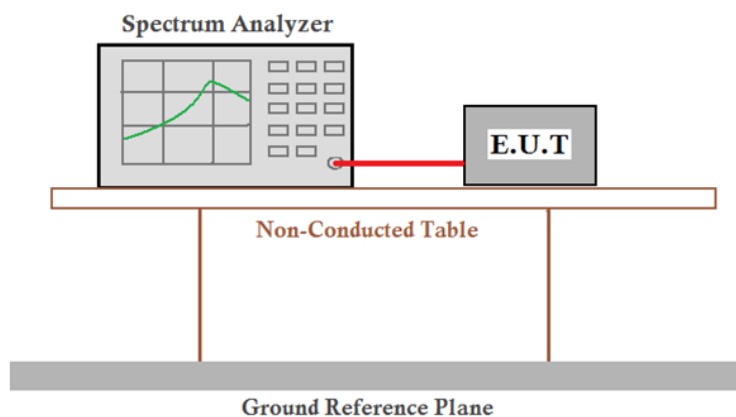 Spectrum Analyzer
E.U.T
Non-Conducted Table
Ground Reference Plane